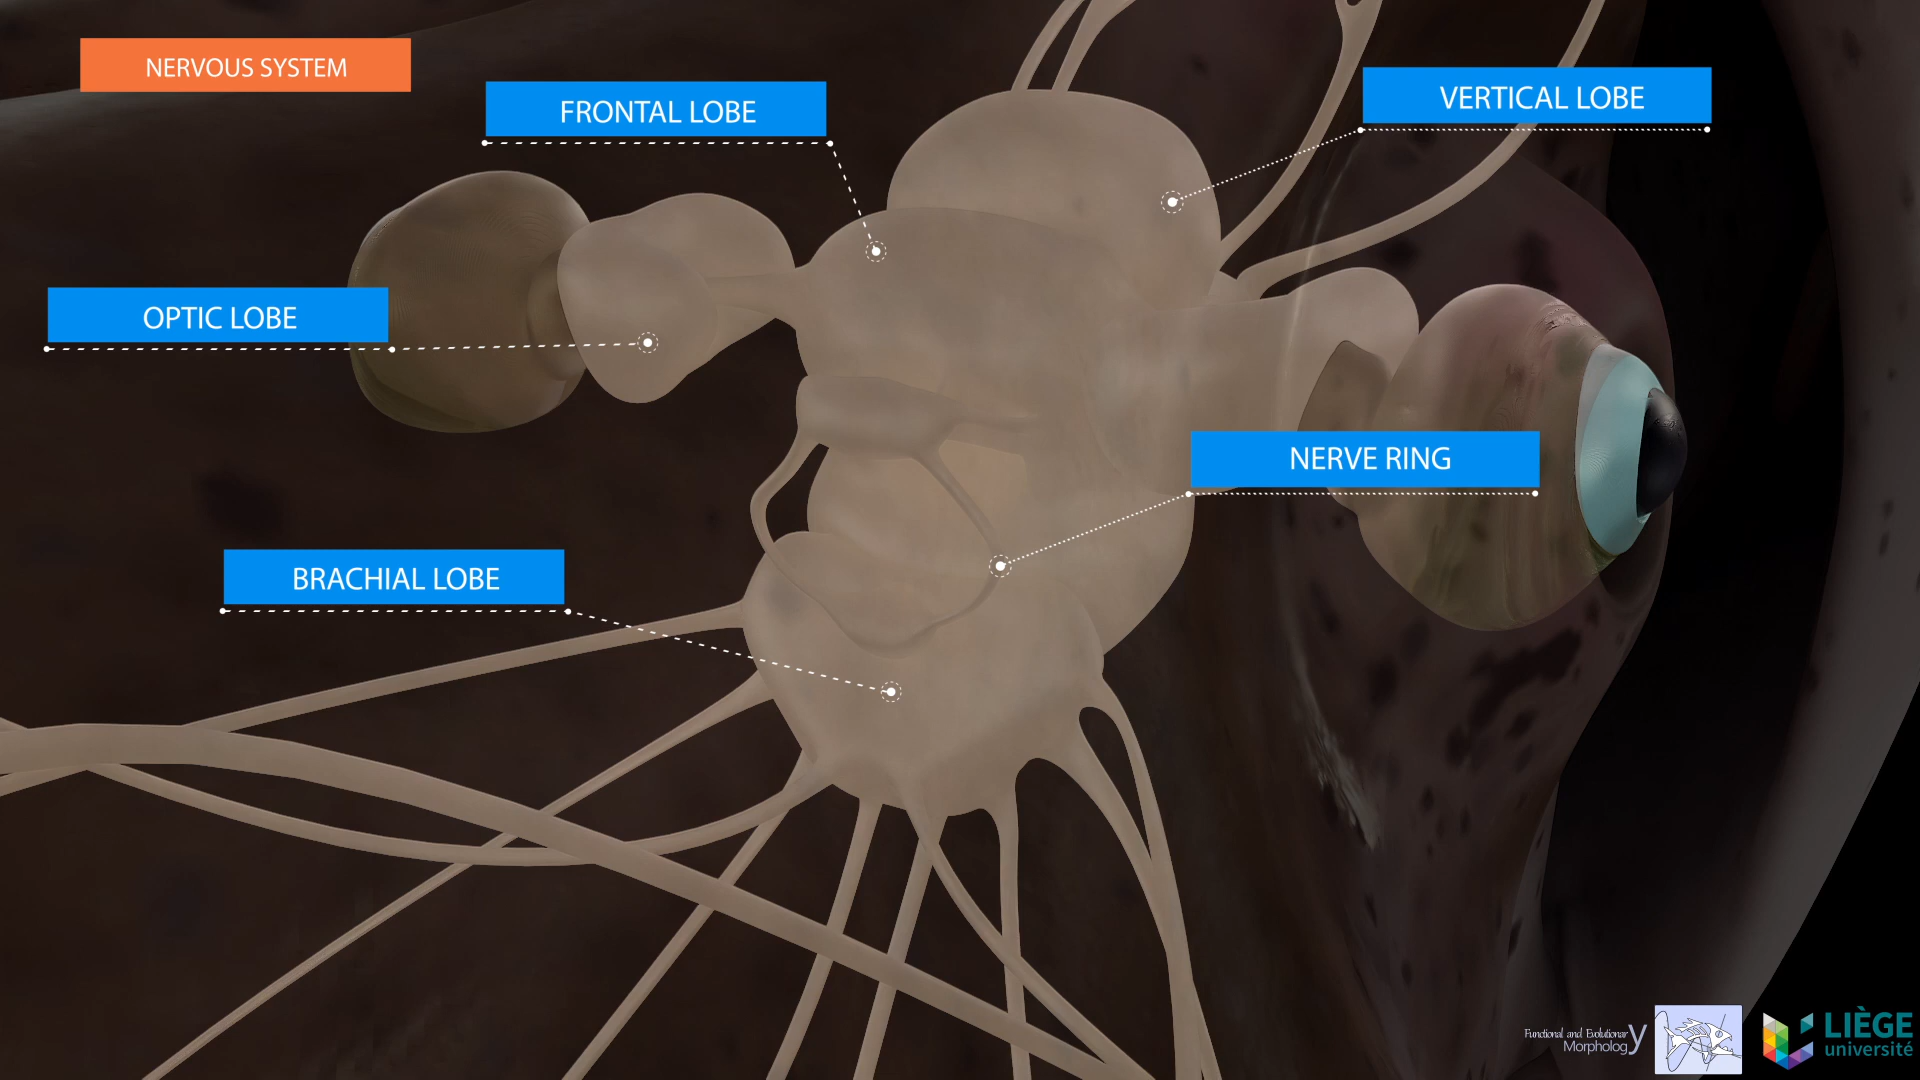 NERVOUS SYSTEM
FRONTAL LOBE
VERTICAL LOBE
OPTIC LOBE
NERVE RING
BRACHIAL LOBE
Functional and Evolutionary
Morphology
LIÈGE
université